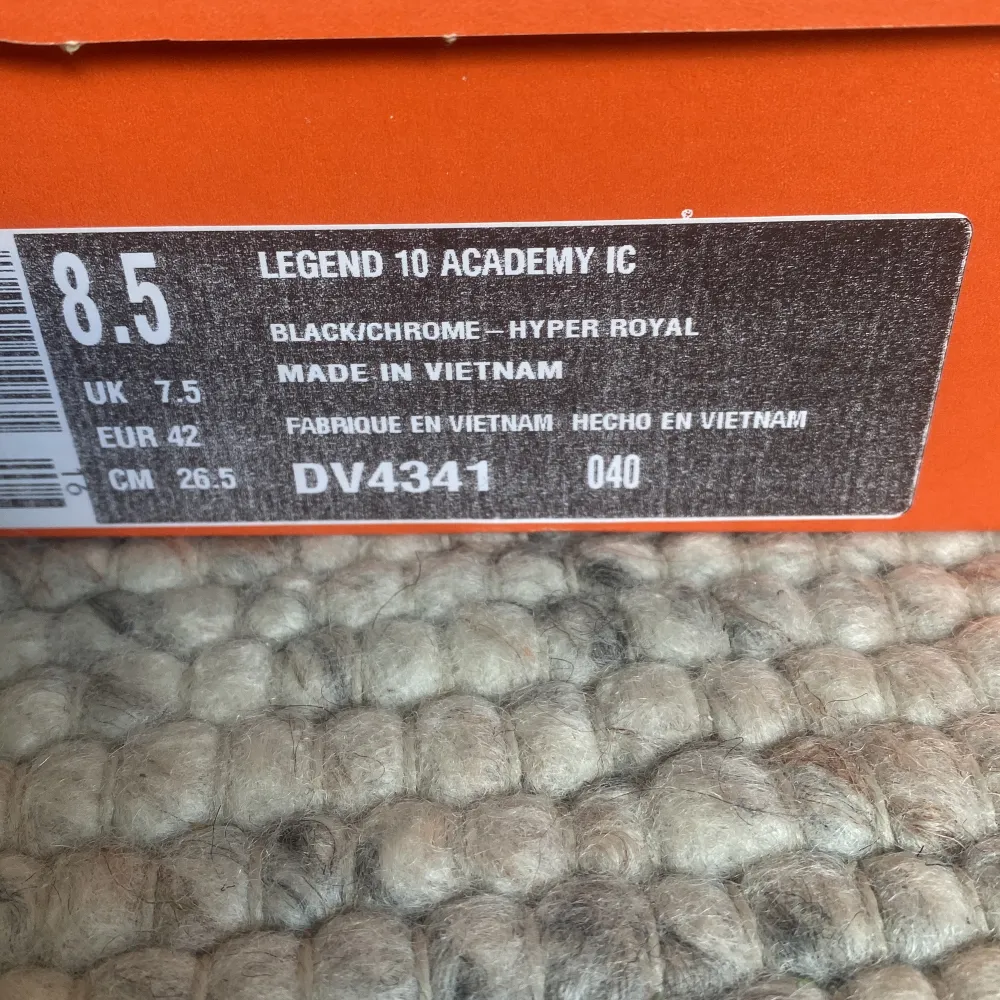 8.5
LEGEND 10 ACADEMY IC
BLACK/CHROME–HYPER ROYAL
MADE IN VIETNAM
UK 7.5
FABRIQUE EN VIETNAM HECHO EN VIETNAM
EUR 42
CM 26.5
DV4341 040